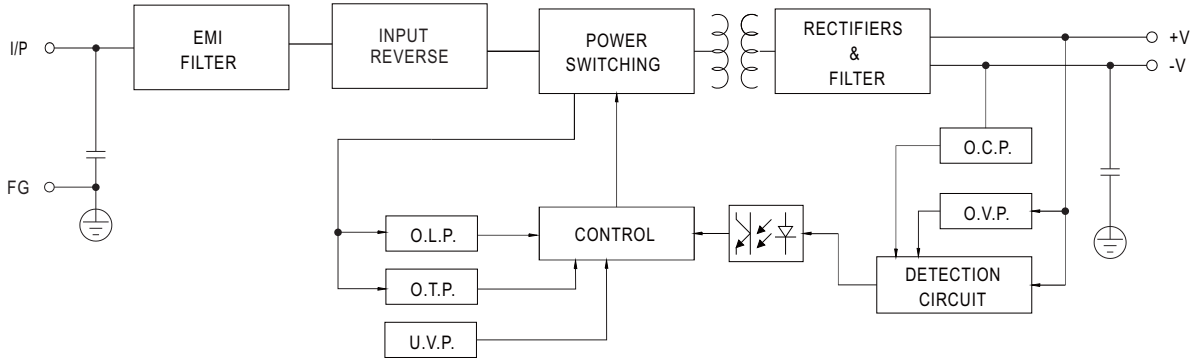 I/P
EMI
FILTER
INPUT
REVERSE
POWER
SWITCHING
RECTIFIERS
&
FILTER
+V
-V
O.C.P.
FG
O.V.P.
O.L.P.
CONTROL
DETECTION
CIRCUIT
O.T.P.
U.V.P.